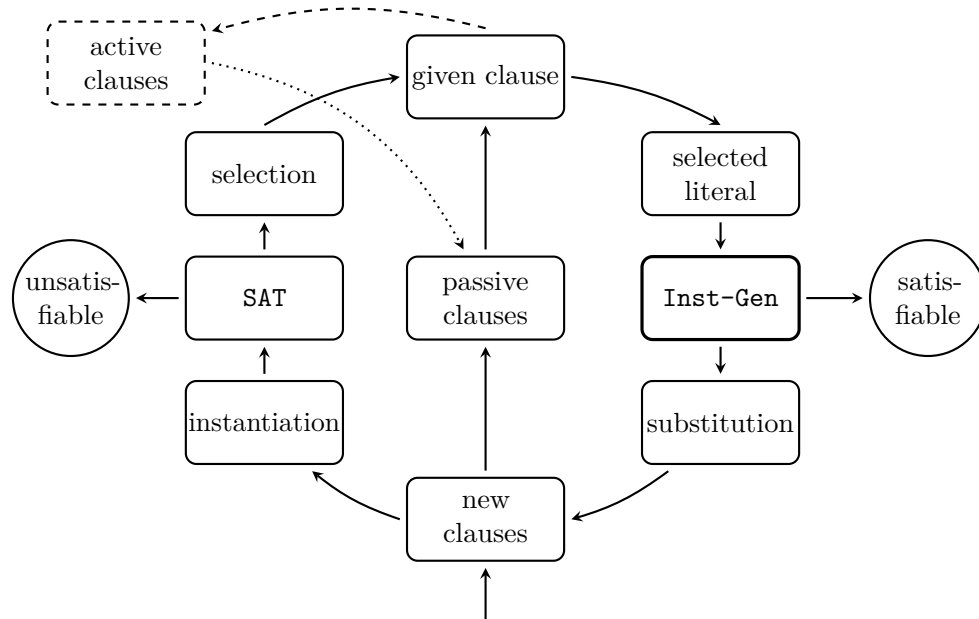 active
clauses
given clause
selection
selected
literal
unsatis-
fiable
SAT
passive
clauses
Inst-Gen
satis-
fiable
instantiation
substitution
new
clauses